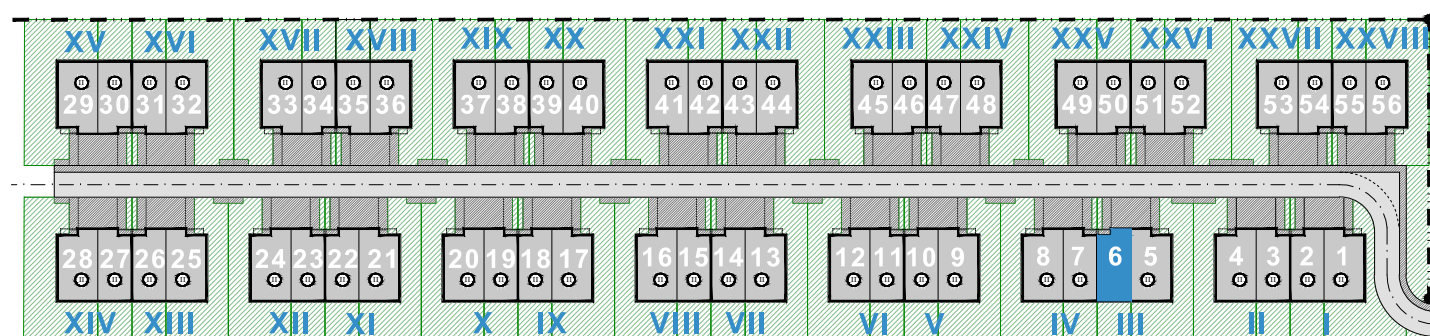 XV XVI XVII XVIII XIX XX XXI XXII XXIII XXIV XXV XXVI XXVII XXVIII
29 30 31 32 33 34 35 36 37 38 39 40 41 42 43 44 45 46 47 48 49 50 51 52 53 54 55 56
28 27 26 25 24 23 22 21 20 19 18 17 16 15 14 13 12 11 10 9 8 7 6 5 4 3 2 1
XIV XIII XII XI X IX VIII VII VI V IV III II I